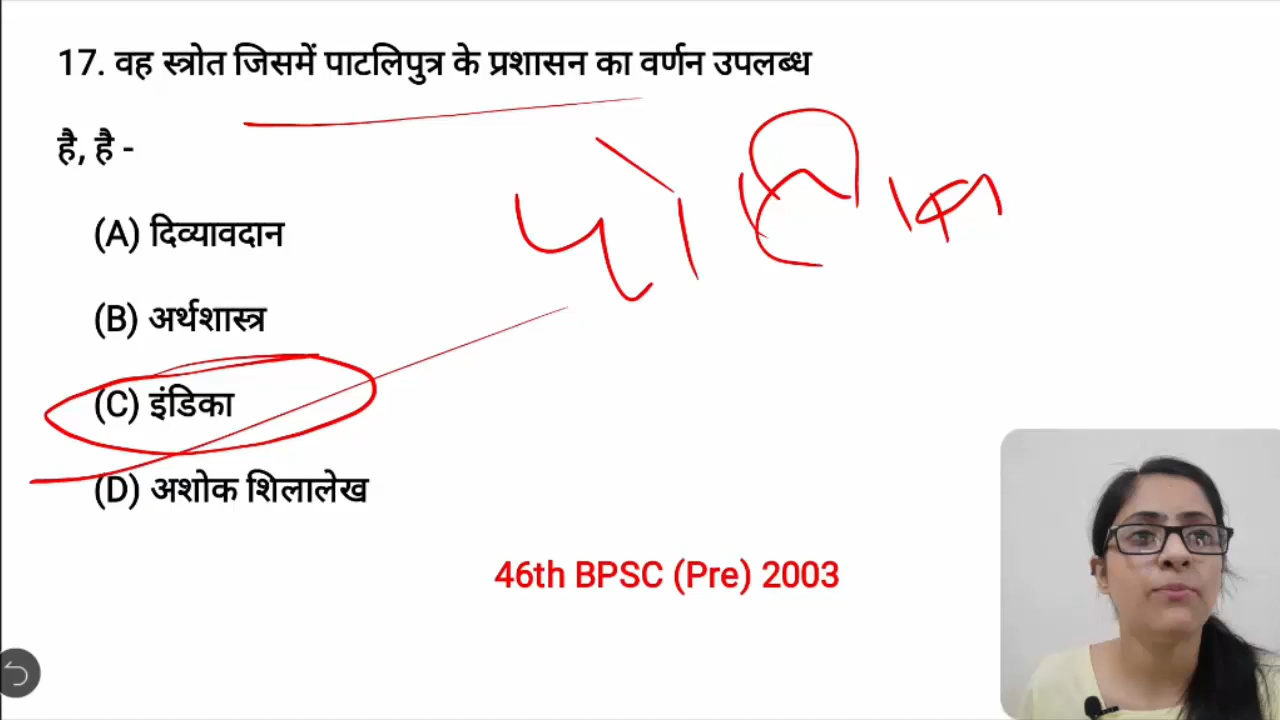 17. वह स्त्रोत जिसमें पाटलिपुत्र के प्रशासन का वर्णन उपलब्ध
है, है -
(A) दिव्यावदान
(B) अर्थशास्त्र
(C) इंडिका
(D) अशोक शिलालेख
46th BPSC (Pre) 2003